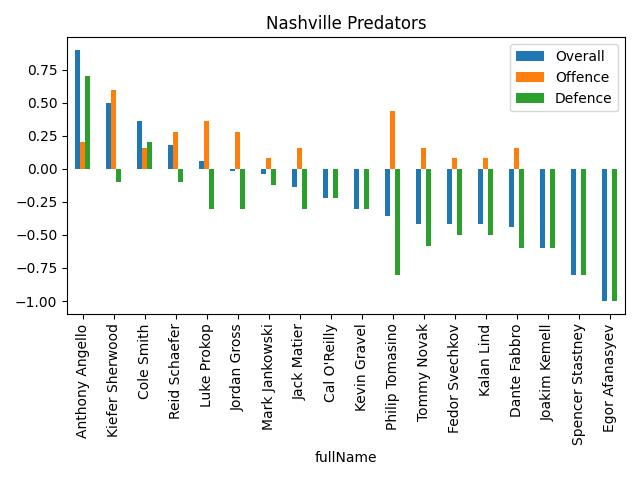 Nashville Predators
Overall
Offence
Defence
0.75
0.50
0.25
0.00
−0.25
−0.50
−0.75
−1.00
Anthony Angello
Kiefer Sherwood
Cole Smith
Reid Schaefer
Luke Prokop
Jordan Gross
Mark Jankowski
Jack Matier
Cal O'Reilly
Kevin Gravel
Philip Tomasino
Tommy Novak
Fedor Svechkov
Kalan Lind
Dante Fabbro
Joakim Kemell
Spencer Stastney
Egor Afanasyev
fullName